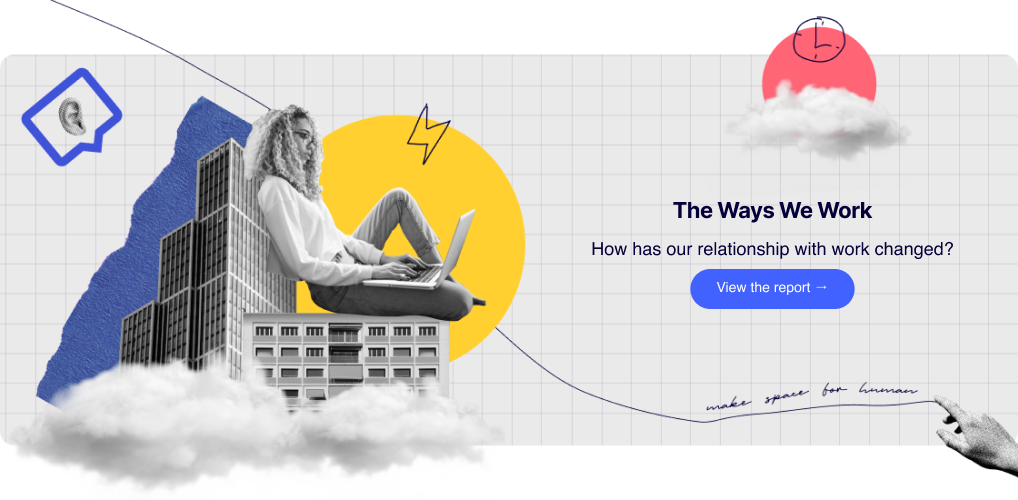 The Ways We Work
How has our relationship with work changed?
View the report →
make space for human